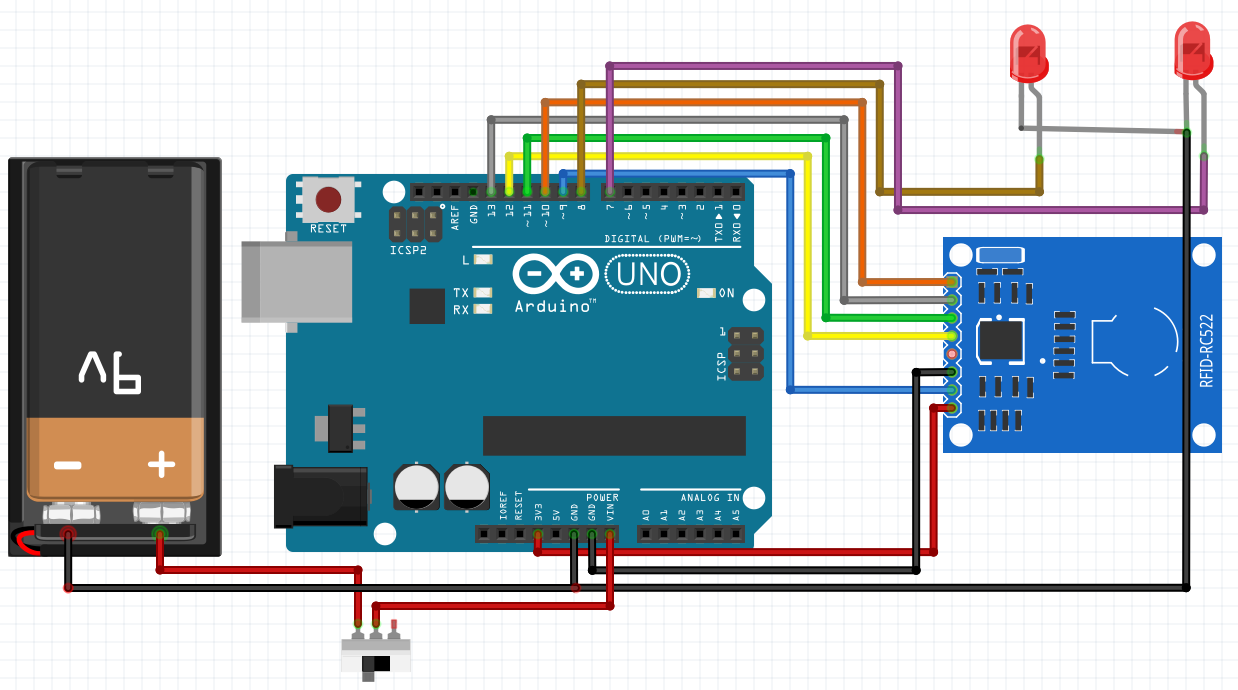 9V
− +
RESET
ICSP2
AREF
GND
13
12
~11
~10
~9
8
7
~6
~5
4
~3
2
TXD▲1
RXD◄0
DIGITAL (PWM=~)
L
TX
RX
UNO
ON
Arduino™
1
ICSP
IOREF
RESET
3V3
5V
GND
GND
VIN
POWER
ANALOG IN
A0
A1
A2
A3
A4
A5
RFID-RC522